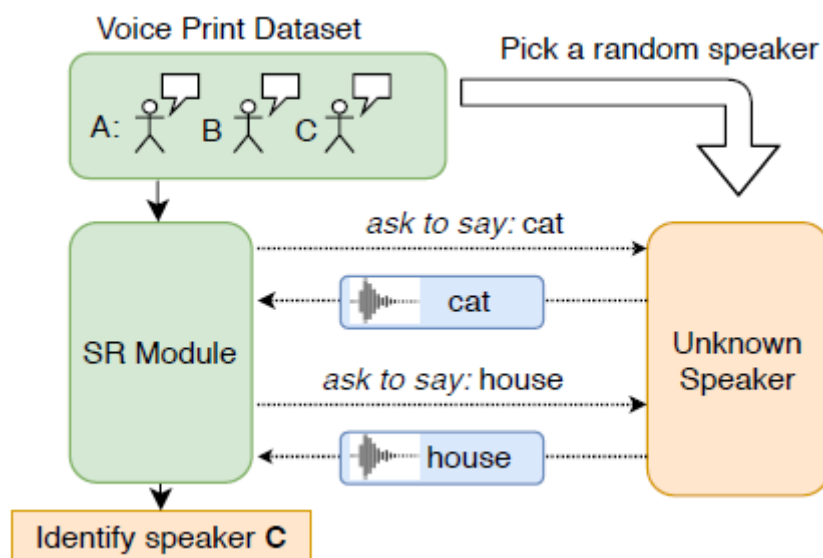 Voice Print Dataset
Pick a random speaker
A:
B
C
ask to say: cat
cat
SR Module
Unknown
Speaker
ask to say: house
house
Identify speaker C